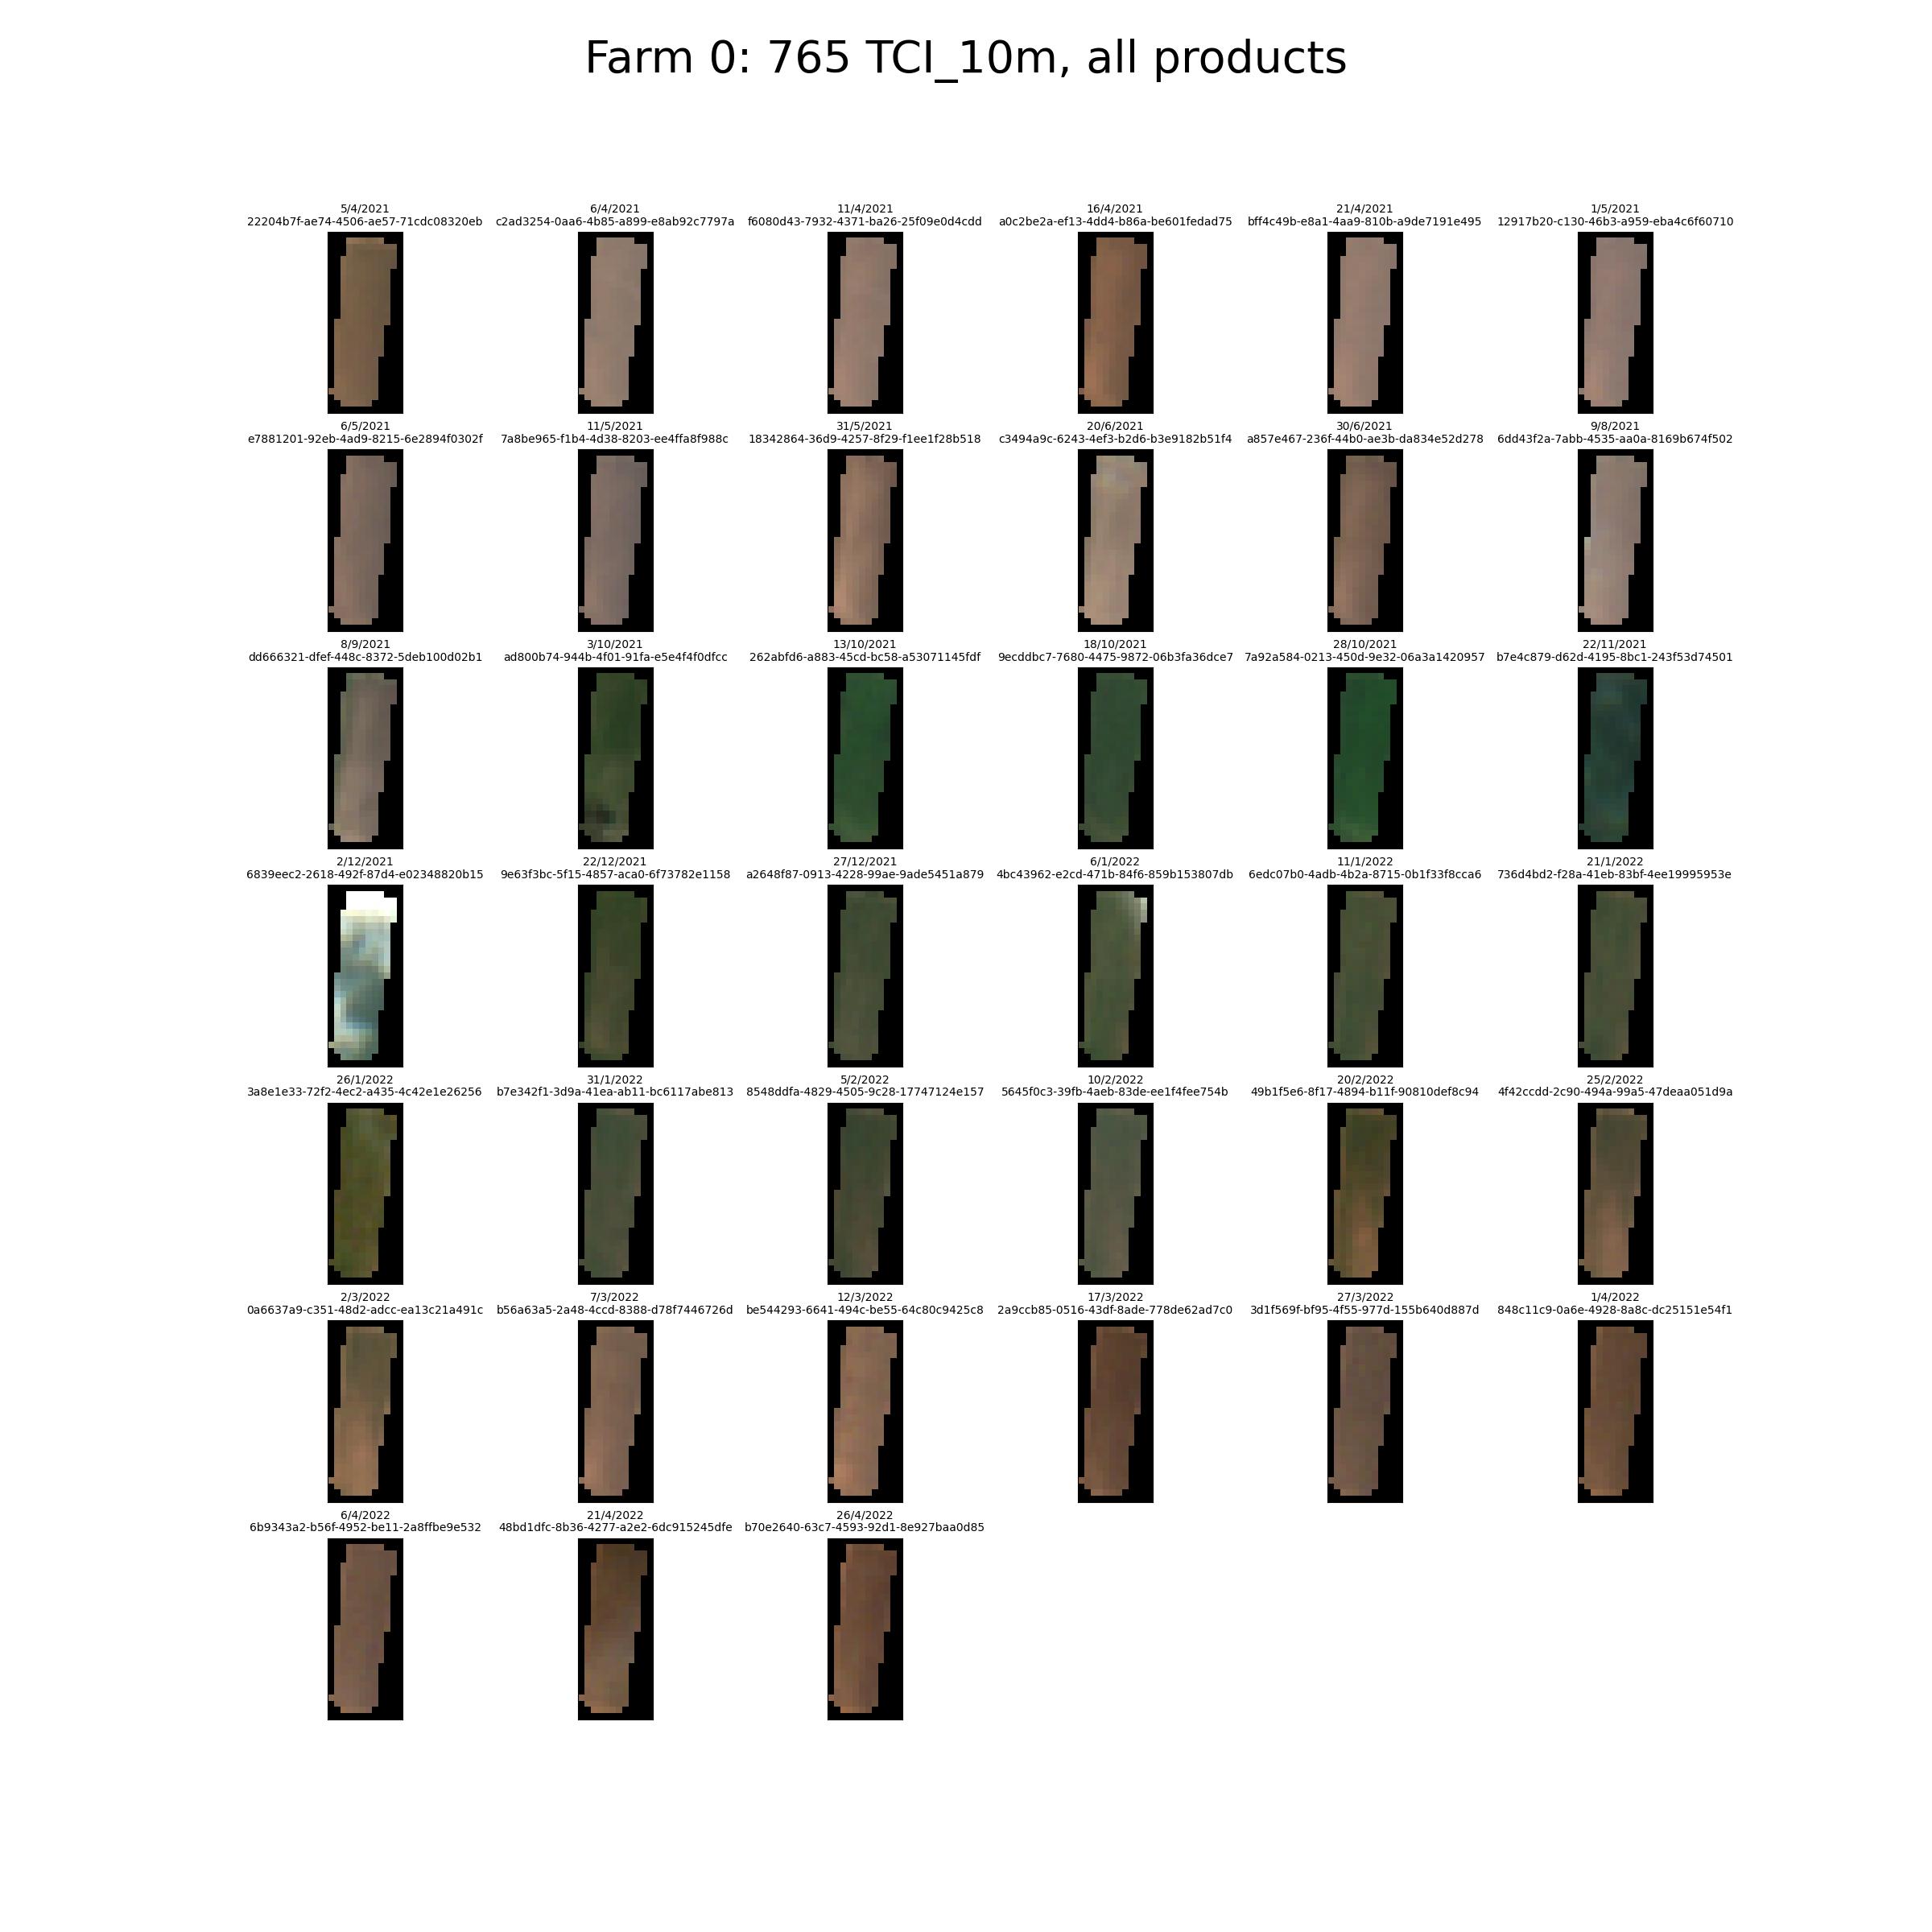 Farm 0: 765 TCI_10m, all products
5/4/2021
22204b7f-ae74-4506-ae57-71cdc08320eb
6/4/2021
c2ad3254-0aa6-4b85-a899-e8ab92c7797a
11/4/2021
f6080d43-7932-4371-ba26-25f09e0d4cdd
16/4/2021
a0c2be2a-ef13-4dd4-b86a-be601fedad75
21/4/2021
bff4c49b-e8a1-4aa9-810b-a9de7191e495
1/5/2021
12917b20-c130-46b3-a959-eba4c6f60710
6/5/2021
e7881201-92eb-4ad9-8215-6e2894f0302f
11/5/2021
7a8be965-f1b4-4d38-8203-ee4ffa8f988c
31/5/2021
18342864-36d9-4257-8f29-f1ee1f28b518
20/6/2021
c3494a9c-6243-4ef3-b2d6-b3e9182b51f4
30/6/2021
a857e467-236f-44b0-ae3b-da834e52d278
9/8/2021
6dd43f2a-7abb-4535-aa0a-8169b674f502
8/9/2021
dd666321-dfef-448c-8372-5deb100d02b1
3/10/2021
ad800b74-944b-4f01-91fa-e5e4f4f0dfcc
13/10/2021
262abfd6-a883-45cd-bc58-a53071145fdf
18/10/2021
9ecddbc7-7680-4475-9872-06b3fa36dce7
28/10/2021
7a92a584-0213-450d-9e32-06a3a1420957
22/11/2021
b7e4c879-d62d-4195-8bc1-243f53d74501
2/12/2021
6839eec2-2618-492f-87d4-e02348820b15
22/12/2021
9e63f3bc-5f15-4857-aca0-6f73782e1158
27/12/2021
a2648f87-0913-4228-99ae-9ade5451a879
6/1/2022
4bc43962-e2cd-471b-84f6-859b153807db
11/1/2022
6edc07b0-4adb-4b2a-8715-0b1f33f8cca6
21/1/2022
736d4bd2-f28a-41eb-83bf-4ee19995953e
26/1/2022
3a8e1e33-72f2-4ec2-a435-4c42e1e26256
31/1/2022
b7e342f1-3d9a-41ea-ab11-bc6117abe813
5/2/2022
8548ddfa-4829-4505-9c28-17747124e157
10/2/2022
5645f0c3-39fb-4aeb-83de-ee1f4fee754b
20/2/2022
49b1f5e6-8f17-4894-b11f-90810def8c94
25/2/2022
4f42ccdd-2c90-494a-99a5-47deaa051d9a
2/3/2022
0a6637a9-c351-48d2-adcc-ea13c21a491c
7/3/2022
b56a63a5-2a48-4ccd-8388-d78f7446726d
12/3/2022
be544293-6641-494c-be55-64c80c9425c8
17/3/2022
2a9ccb85-0516-43df-8ade-778de62ad7c0
27/3/2022
3d1f569f-bf95-4f55-977d-155b640d887d
1/4/2022
848c11c9-0a6e-4928-8a8c-dc25151e54f1
6/4/2022
6b9343a2-b56f-4952-be11-2a8ffbe9e532
21/4/2022
48bd1dfc-8b36-4277-a2e2-6dc915245dfe
26/4/2022
b70e2640-63c7-4593-92d1-8e927baa0d85